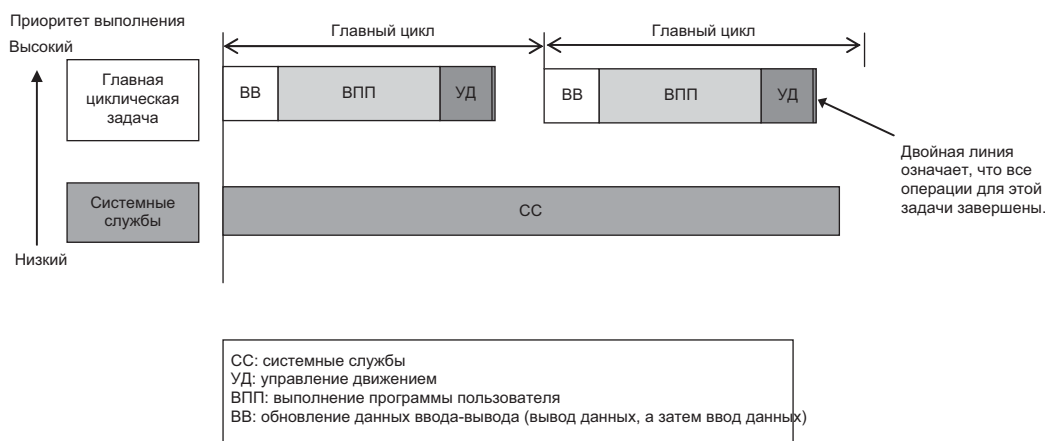 Приоритет выполнения
Высокий
Главный цикл
Главный цикл
Главная
циклическая
задача
ВВ
ВПП
УД
ВВ
ВПП
УД
Двойная линия
означает, что все
операции для этой
задачи завершены.
Системные
службы
СС
Низкий
СС: системные службы
УД: управление движением
ВПП: выполнение программы пользователя
ВВ: обновление данных ввода-вывода (вывод данных, а затем ввод данных)